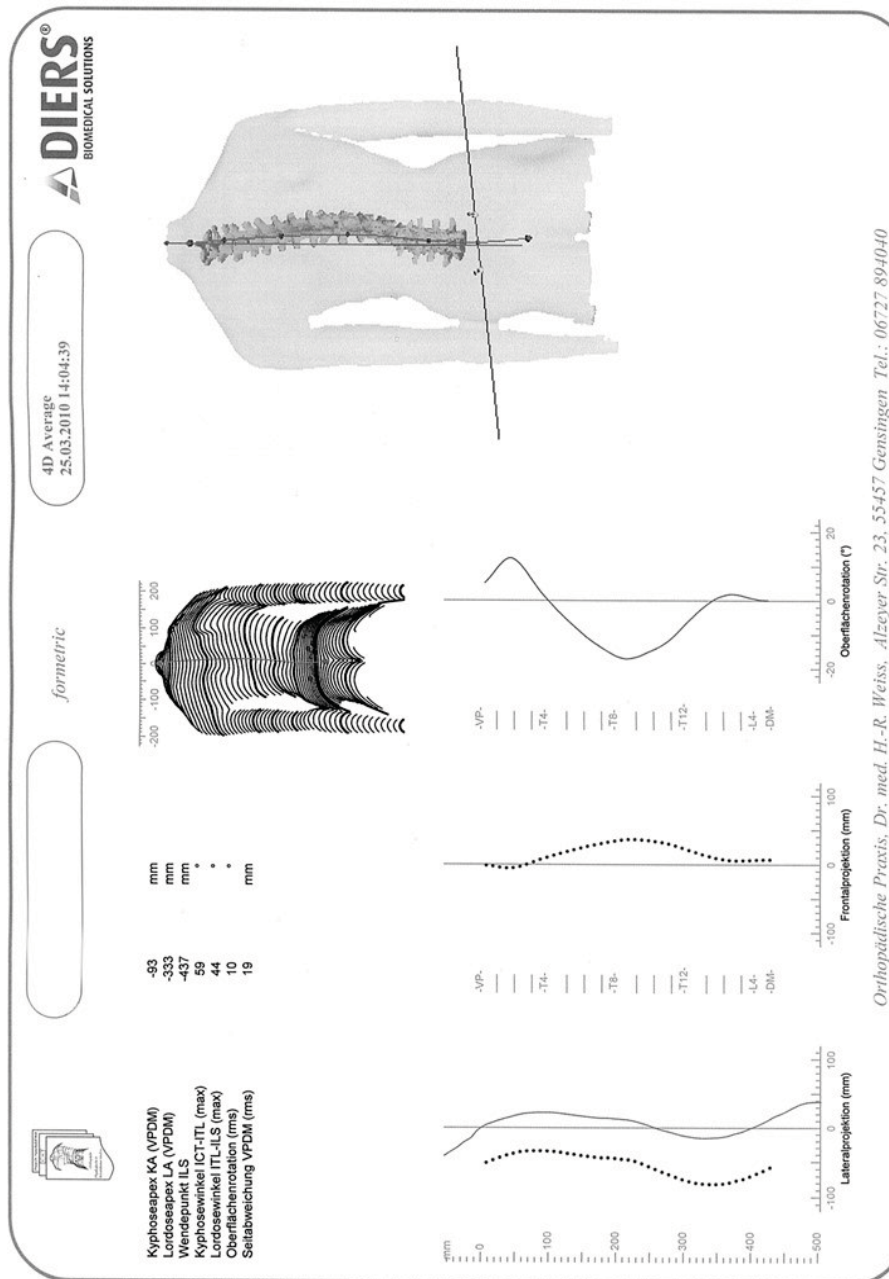 DIERS®
BIOMEDICAL SOLUTIONS
formetric
4D Average
25.03.2010 14:04:39
Kyphoseapex KA (VPDM) -93 mm
Lordoseapex LA (VPDM) -333 mm
Wendepunkt ILS -437 mm
Kyphosewinkel ICT-ITL (max) 59 °
Lordosewinkel ITL-ILS (max) 44 °
Oberflächenrotation (rms) 10 °
Seitabweichung VPDM (rms) 19 mm
-200 -100 0 100 200
mm
0
100
200
300
400
500
-100 0 100
Lateralprojektion (mm)
-VP-
-T4-
-T8-
-T12-
-L4-
-DM-
-100 0 100
Frontalprojektion (mm)
-VP-
-T4-
-T8-
-T12-
-L4-
-DM-
-20 0 20
Oberflächenrotation (°)
Orthopädische Praxis, Dr. med. H.-R. Weiss, Alzeyer Str. 23, 55457 Gensingen Tel.: 06727 894040